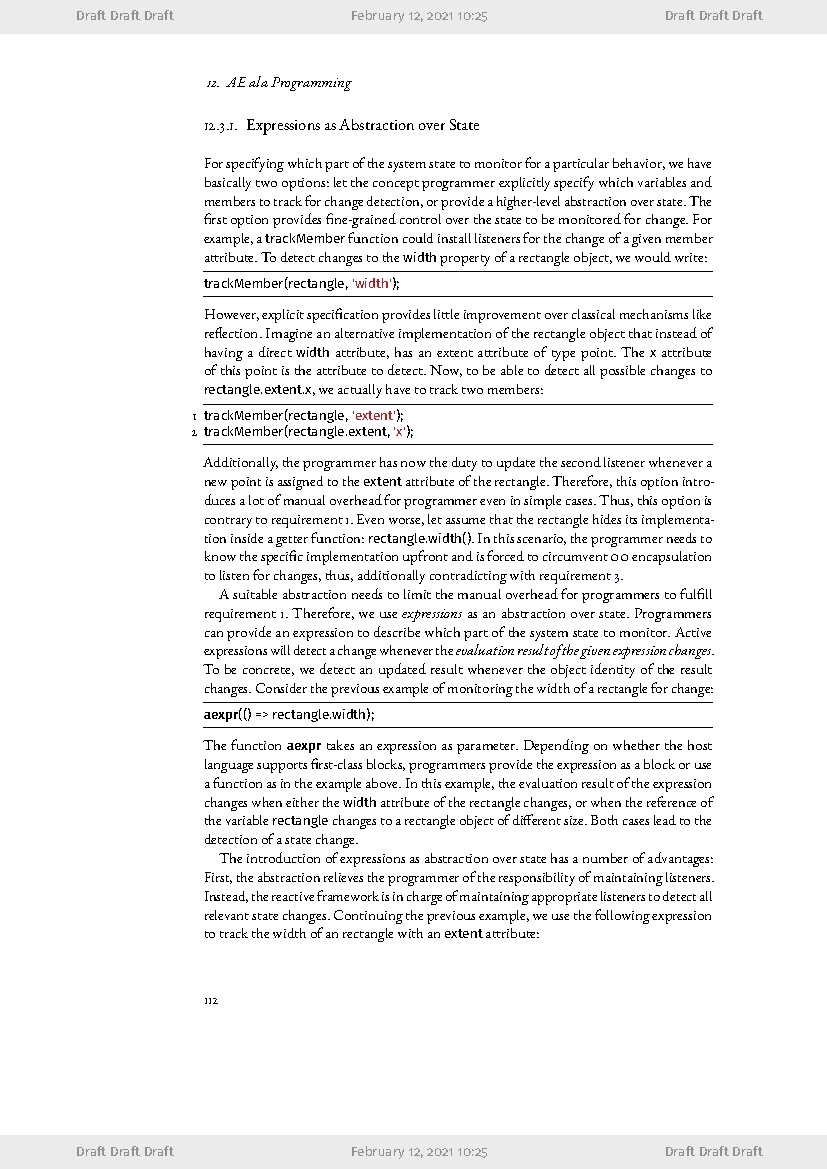 Draft Draft Draft February 12, 2021 10:25 Draft Draft Draft
12. AE ala Programming
12.3.1. Expressions as Abstraction over State
For specifying which part of the system state to monitor for a particular behavior, we have
basically two options: let the concept programmer explicitly specify which variables and
members to track for change detection, or provide a higher-level abstraction over state. The
first option provides fine-grained control over the state to be monitored for change. For
example, a trackMember function could install listeners for the change of a given member
attribute. To detect changes to the width property of a rectangle object, we would write:
trackMember(rectangle, 'width');
However, explicit specification provides little improvement over classical mechanisms like
reflection. Imagine an alternative implementation of the rectangle object that instead of
having a direct width attribute, has an extent attribute of type point. The x attribute
of this point is the attribute to detect. Now, to be able to detect all possible changes to
rectangle.extent.x, we actually have to track two members:
1 trackMember(rectangle, 'extent');
2 trackMember(rectangle.extent, 'x');
Additionally, the programmer has now the duty to update the second listener whenever a
new point is assigned to the extent attribute of the rectangle. Therefore, this option intro-
duces a lot of manual overhead for programmer even in simple cases. Thus, this option is
contrary to requirement 1. Even worse, let assume that the rectangle hides its implementa-
tion inside a getter function: rectangle.width(). In this scenario, the programmer needs to
know the specific implementation upfront and is forced to circumvent OO encapsulation
to listen for changes, thus, additionally contradicting with requirement 3.
A suitable abstraction needs to limit the manual overhead for programmers to fulfill
requirement 1. Therefore, we use expressions as an abstraction over state. Programmers
can provide an expression to describe which part of the system state to monitor. Active
expressions will detect a change whenever the evaluation result of the given expression changes.
To be concrete, we detect an updated result whenever the object identity of the result
changes. Consider the previous example of monitoring the width of a rectangle for change:
aexpr(() => rectangle.width);
The function aexpr takes an expression as parameter. Depending on whether the host
language supports first-class blocks, programmers provide the expression as a block or use
a function as in the example above. In this example, the evaluation result of the expression
changes when either the width attribute of the rectangle changes, or when the reference of
the variable rectangle changes to a rectangle object of different size. Both cases lead to the
detection of a state change.
The introduction of expressions as abstraction over state has a number of advantages:
First, the abstraction relieves the programmer of the responsibility of maintaining listeners.
Instead, the reactive framework is in charge of maintaining appropriate listeners to detect all
relevant state changes. Continuing the previous example, we use the following expression
to track the width of an rectangle with an extent attribute:
112
Draft Draft Draft February 12, 2021 10:25 Draft Draft Draft